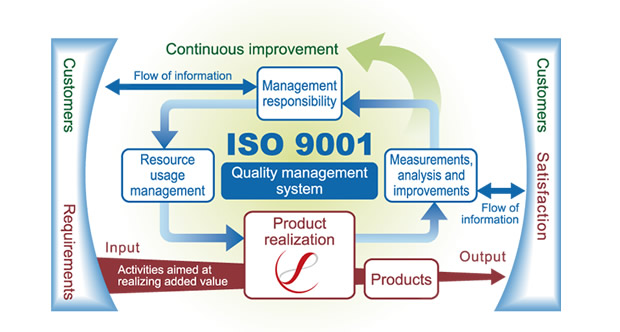 Continuous improvement
Customers
Requirements
Flow of information
Management
responsibility
ISO 9001
Quality management
system
Resource
usage
management
Measurements,
analysis and
improvements
Customers
Satisfaction
Flow of
information
Input
Activities aimed at
realizing added value
Product
realization
Products
Output